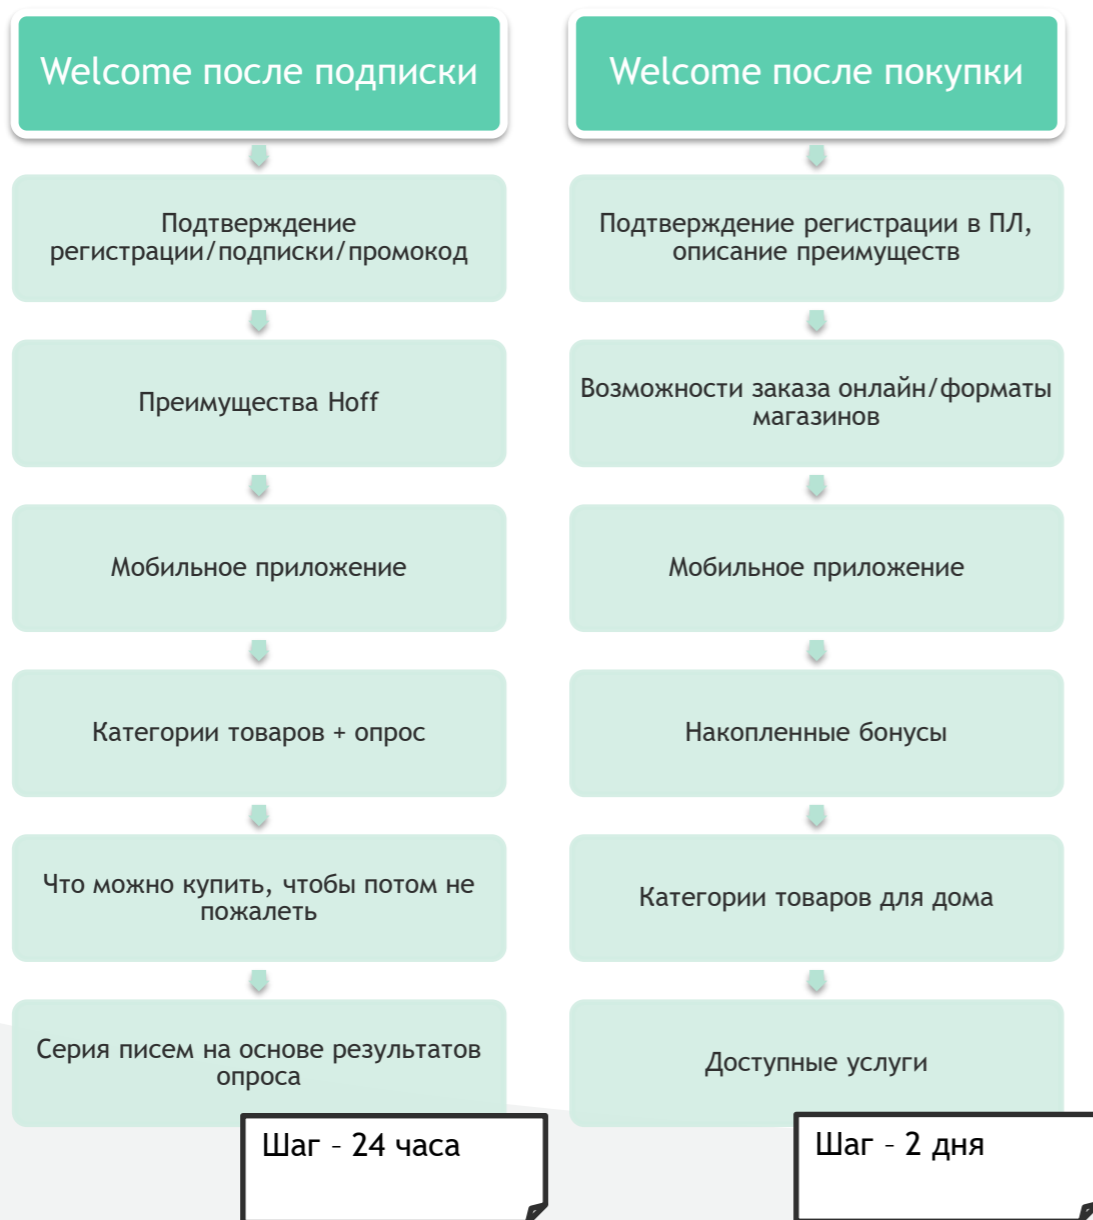 Welcome после подписки
Подтверждение
регистрации/подписки/промокод
Преимущества Hoff
Мобильное приложение
Категории товаров + опрос
Что можно купить, чтобы потом не
пожалеть
Серия писем на основе результатов
опроса
Шаг – 24 часа
Welcome после покупки
Подтверждение регистрации в ПЛ,
описание преимуществ
Возможности заказа онлайн/форматы
магазинов
Мобильное приложение
Накопленные бонусы
Категории товаров для дома
Доступные услуги
Шаг – 2 дня